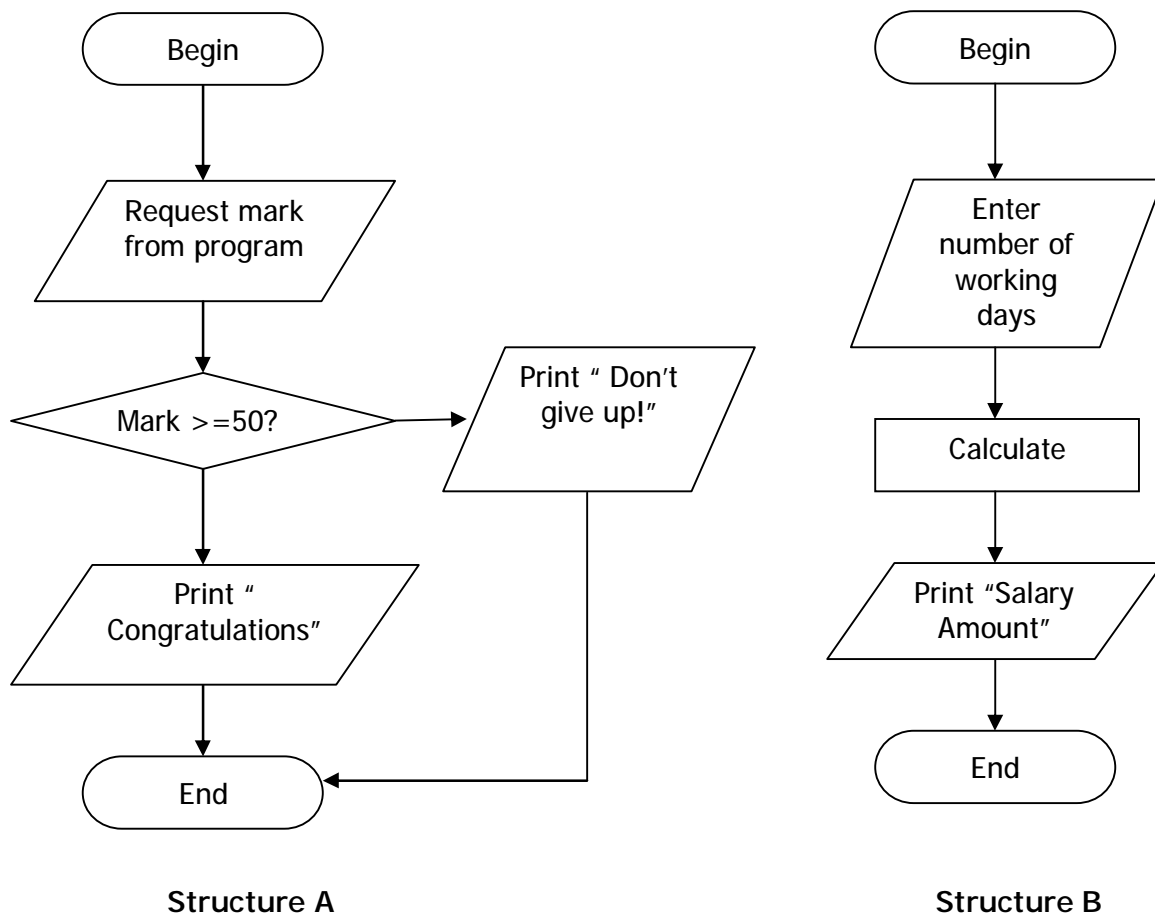 Begin
Request mark
from program
Mark >=50?
Print “ Don’t
give up!”
Print “
Congratulations”
End
Structure A
Begin
Enter
number of
working
days
Calculate
Print “Salary
Amount”
End
Structure B